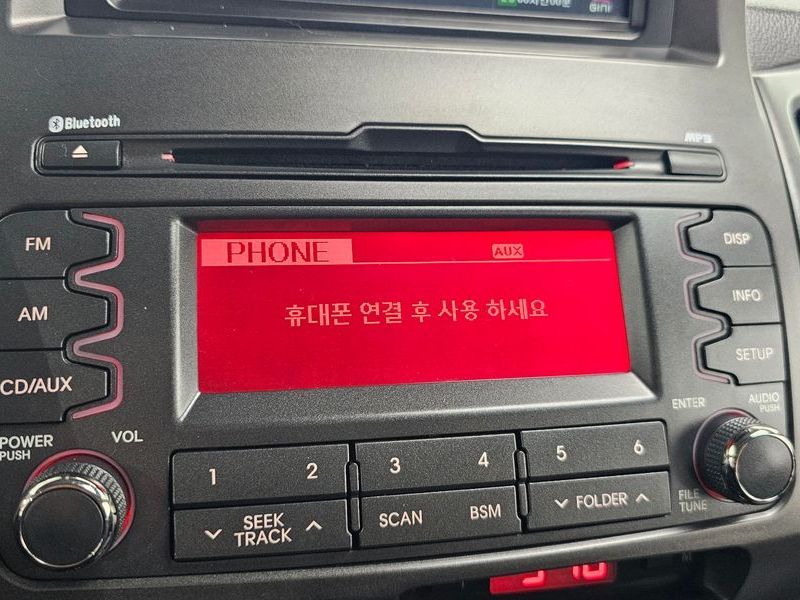 GINI
Bluetooth
MP3
FM
AM
CD/AUX
PHONE
AUX
휴대폰 연결 후 사용 하세요
DISP
INFO
SETUP
POWER
PUSH
VOL
ENTER
AUDIO
PUSH
1 2 3 4 5 6
SEEK
TRACK
SCAN
BSM
FOLDER
FILE
TUNE